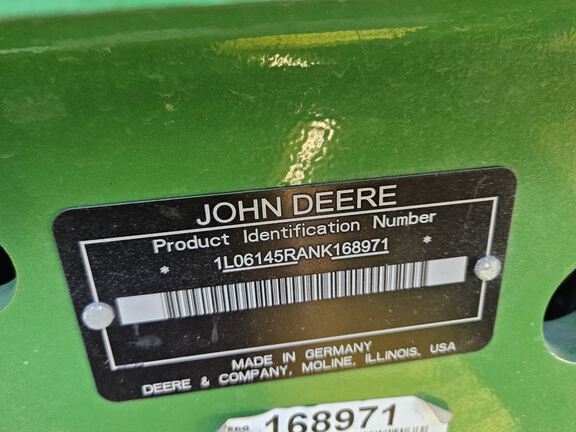 JOHN DEERE
Product Identification Number
* 1L06145RANK168971 *
MADE IN GERMANY
DEERE & COMPANY, MOLINE, ILLINOIS, USA
168971